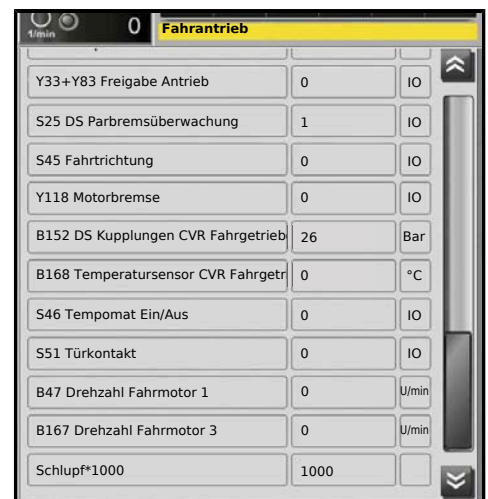 1/min 0 Fahrantrieb
Y33+Y83 Freigabe Antrieb 0 IO
S25 DS Parbremsüberwachung 1 IO
S45 Fahrtrichtung 0 IO
Y118 Motorbremse 0 IO
B152 DS Kupplungen CVR Fahrgetrieb 26 Bar
B168 Temperatursensor CVR Fahrgetr 0 °C
S46 Tempomat Ein/Aus 0 IO
S51 Türkontakt 0 IO
B47 Drehzahl Fahrmotor 1 0 U/min
B167 Drehzahl Fahrmotor 3 0 U/min
Schlupf*1000 1000